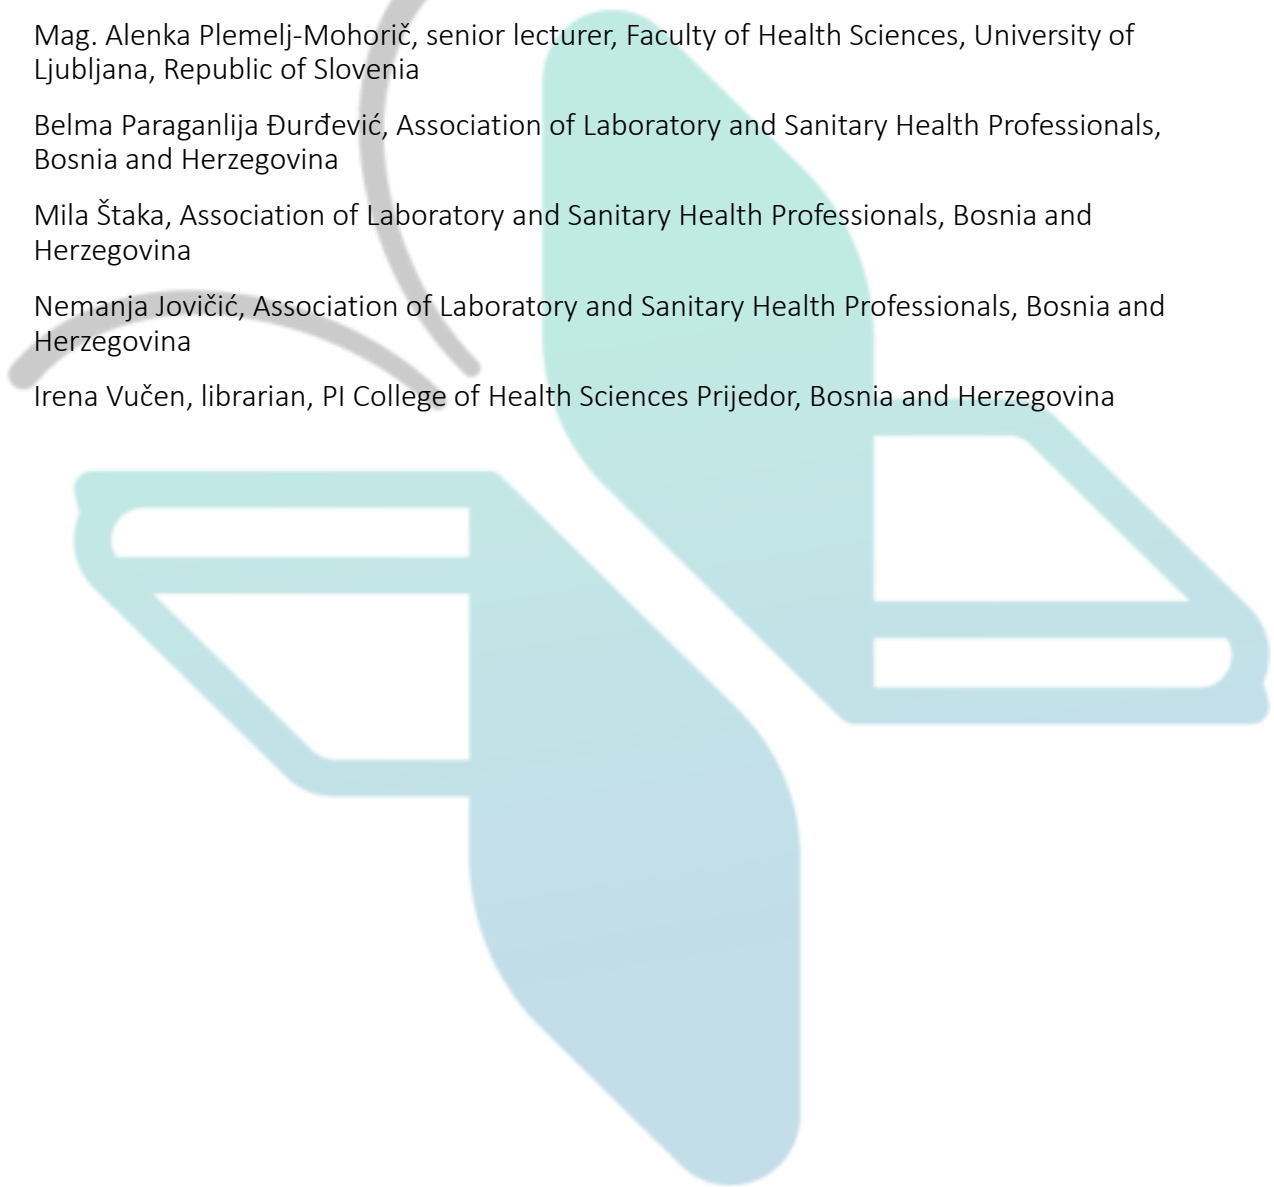 Mag. Alenka Plemelj-Mohorič, senior lecturer, Faculty of Health Sciences, University of
Ljubljana, Republic of Slovenia
Belma Paraganlija Đurđević, Association of Laboratory and Sanitary Health Professionals,
Bosnia and Herzegovina
Mila Štaka, Association of Laboratory and Sanitary Health Professionals, Bosnia and
Herzegovina
Nemanja Jovičić, Association of Laboratory and Sanitary Health Professionals, Bosnia and
Herzegovina
Irena Vučen, librarian, PI College of Health Sciences Prijedor, Bosnia and Herzegovina